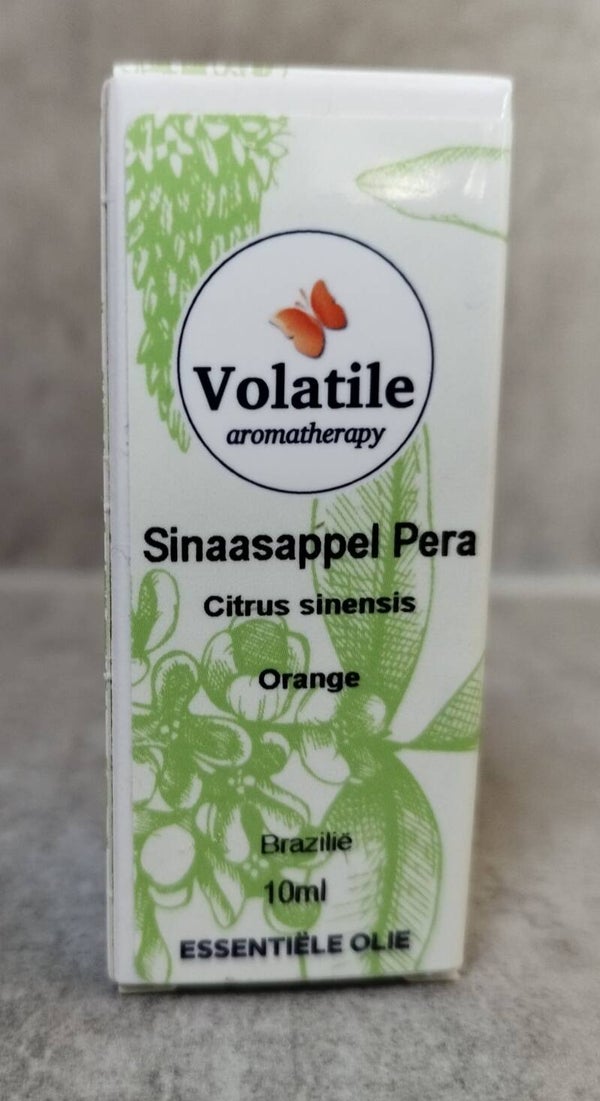 Volatile
aromatherapy
Sinaasappel Pera
Citrus sinensis
Orange
Brazilië
10ml
ESSENTIËLE OLIE